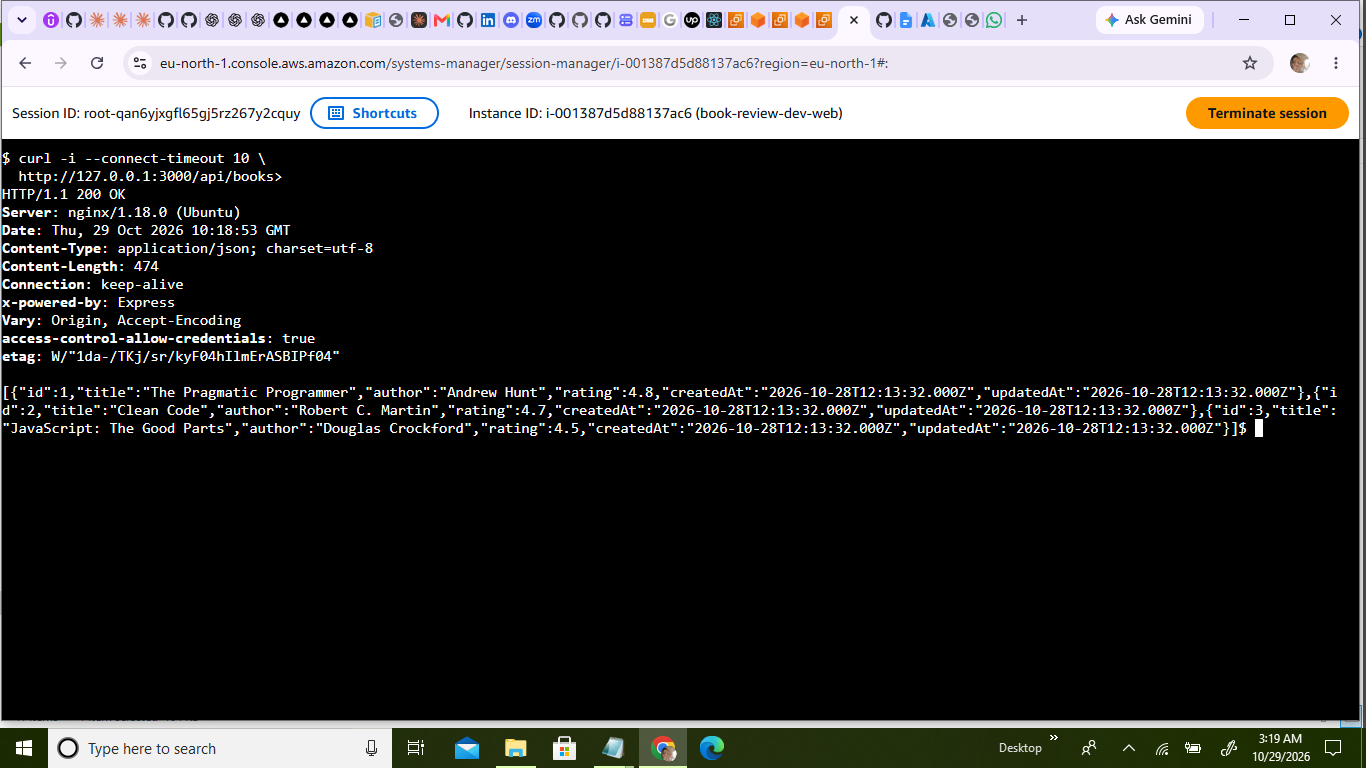 Ask Gemini
eu-north-1.console.aws.amazon.com/systems-manager/session-manager/i-001387d5d88137ac6?region=eu-north-1#:
Session ID: root-qan6yjxgfl65gj5rz267y2cquy
Shortcuts
Instance ID: i-001387d5d88137ac6 (book-review-dev-web)
Terminate session
$ curl -i --connect-timeout 10 \
  http://127.0.0.1:3000/api/books>
HTTP/1.1 200 OK
Server: nginx/1.18.0 (Ubuntu)
Date: Thu, 29 Oct 2026 10:18:53 GMT
Content-Type: application/json; charset=utf-8
Content-Length: 474
Connection: keep-alive
x-powered-by: Express
Vary: Origin, Accept-Encoding
access-control-allow-credentials: true
etag: W/"1da-/TKj/sr/kyF04hIlmErASBIPf04"
[{"id":1,"title":"The Pragmatic Programmer","author":"Andrew Hunt","rating":4.8,"createdAt":"2026-10-28T12:13:32.000Z","updatedAt":"2026-10-28T12:13:32.000Z"},{"i
d":2,"title":"Clean Code","author":"Robert C. Martin","rating":4.7,"createdAt":"2026-10-28T12:13:32.000Z","updatedAt":"2026-10-28T12:13:32.000Z"},{"id":3,"title":
"JavaScript: The Good Parts","author":"Douglas Crockford","rating":4.5,"createdAt":"2026-10-28T12:13:32.000Z","updatedAt":"2026-10-28T12:13:32.000Z"}]$
Type here to search
Desktop
3:19 AM
10/29/2026